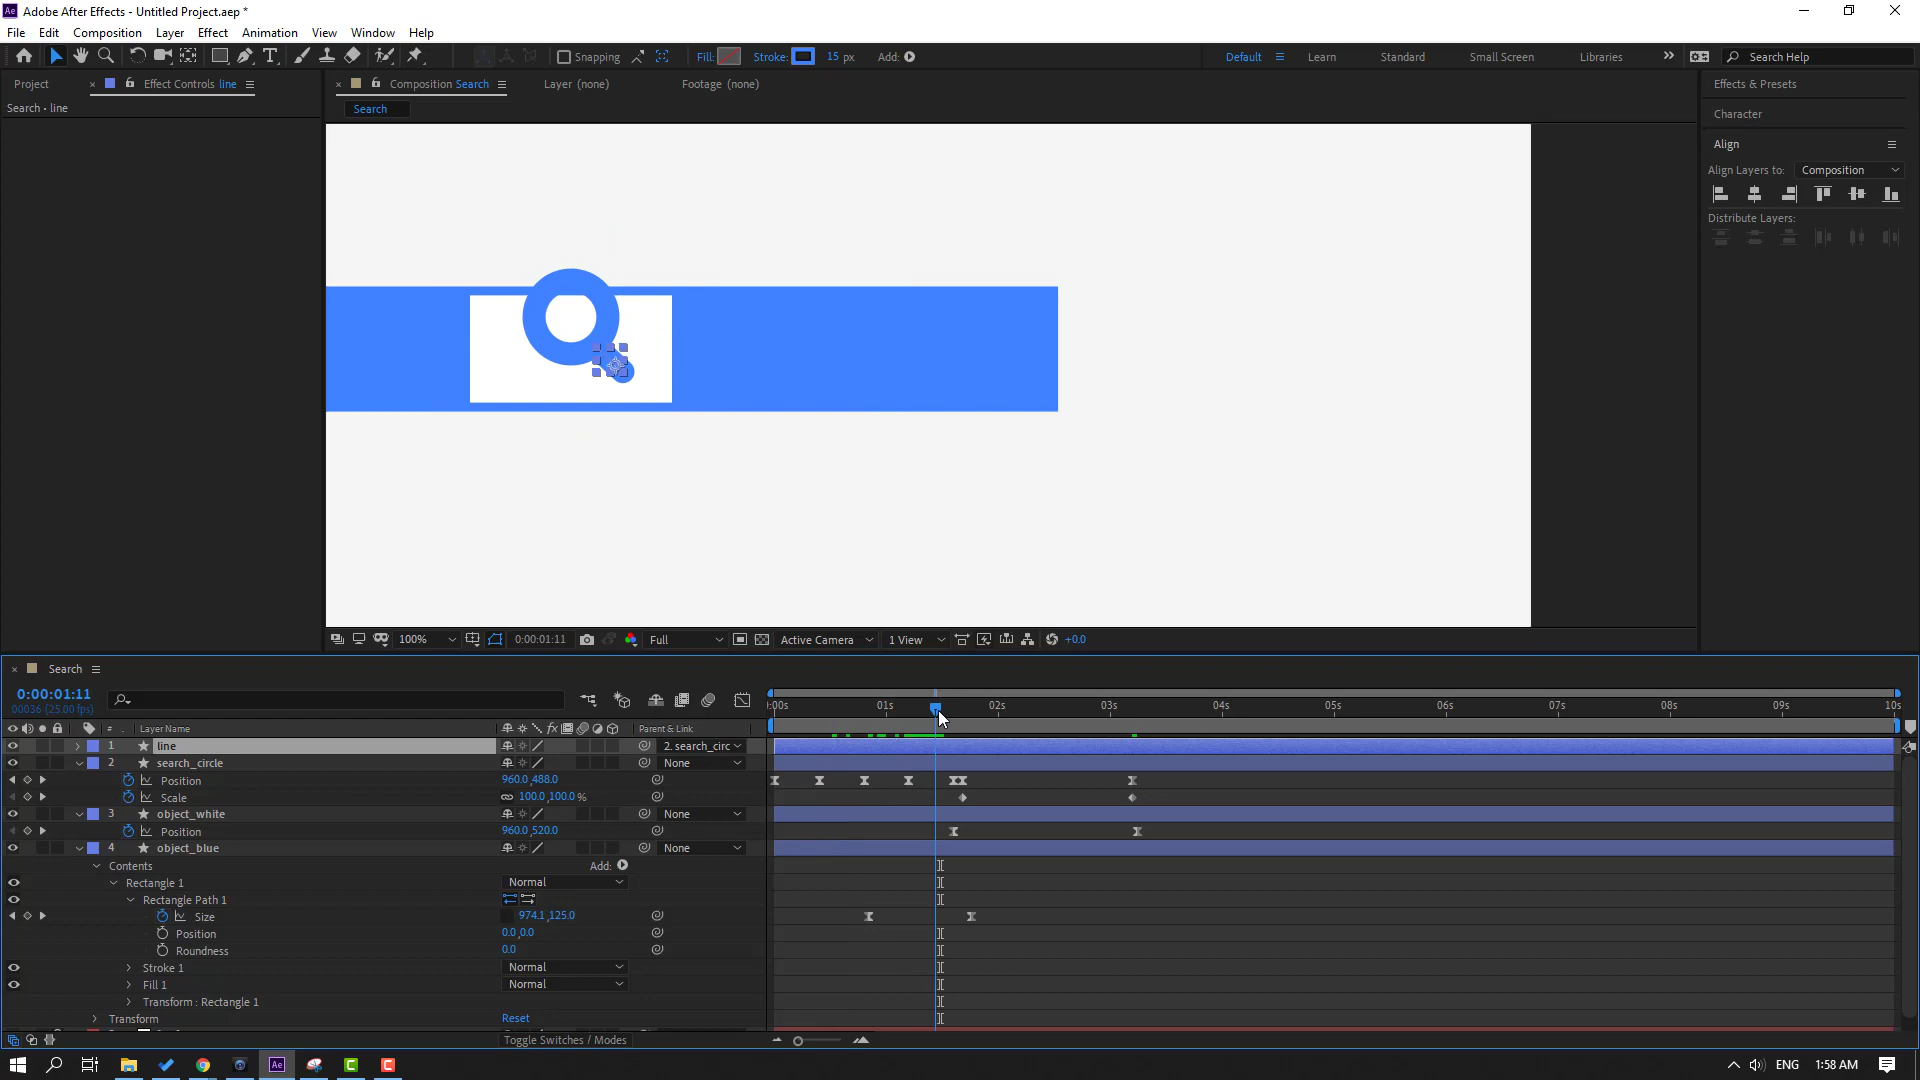 Ae Adobe After Effects - Untitled Project.aep *
File Edit Composition Layer Effect Animation View Window Help
Snapping Fill: Stroke: 15 px Add: Default Learn Standard Small Screen Libraries Search Help
Project Effect Controls line Composition Search Layer (none) Footage (none) Effects & Presets
Search • line Search
Character
Align
Align Layers to: Composition
Distribute Layers:
100% 0:00:01:11 Full Active Camera 1 View +0.0
Search
0:00:01:11
00036 (25.00 fps)
:00s 01s 02s 03s 04s 05s 06s 07s 08s 09s 10s
# . Layer Name Parent & Link
1 line 2. search_circ
2 search_circle None
Position 960.0,488.0
Scale 100.0,100.0 %
3 object_white None
Position 960.0,520.0
4 object_blue None
Contents Add:
Rectangle 1 Normal
Rectangle Path 1
Size 974.1,125.0
Position 0.0,0.0
Roundness 0.0
Stroke 1 Normal
Fill 1 Normal
Transform : Rectangle 1
Transform Reset
Toggle Switches / Modes
Ae ENG 1:58 AM